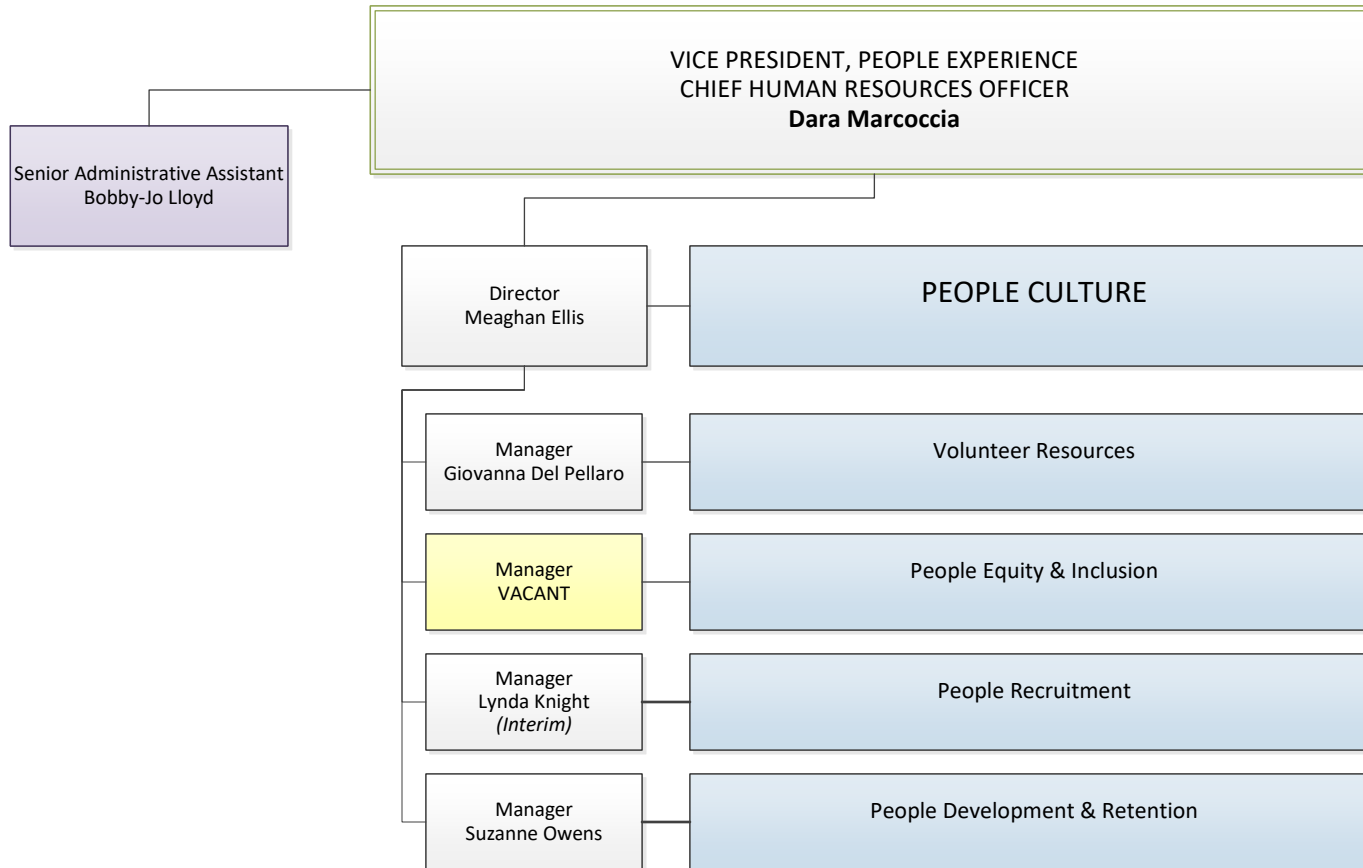 VICE PRESIDENT, PEOPLE EXPERIENCE
CHIEF HUMAN RESOURCES OFFICER
Dara Marcoccia
Senior Administrative Assistant
Bobby-Jo Lloyd
Director
Meaghan Ellis
PEOPLE CULTURE
Manager
Giovanna Del Pellaro
Volunteer Resources
Manager
VACANT
People Equity & Inclusion
Manager
Lynda Knight
(Interim)
People Recruitment
Manager
Suzanne Owens
People Development & Retention